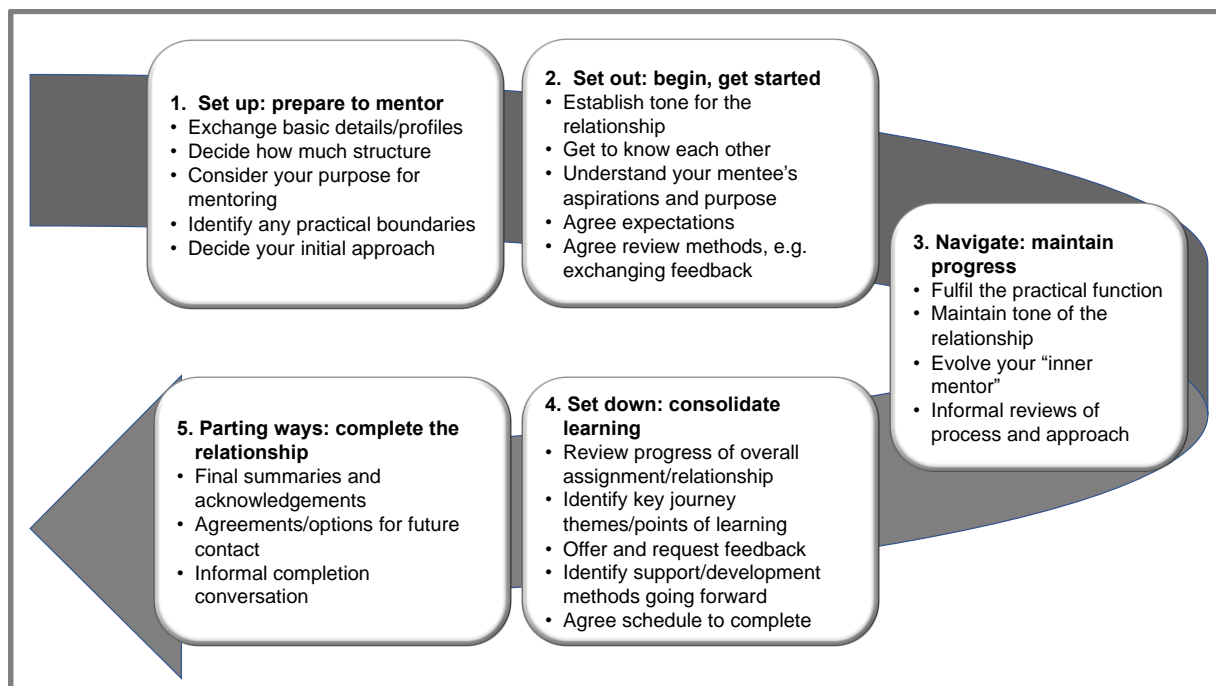 1. Set up: prepare to mentor
• Exchange basic details/profiles
• Decide how much structure
• Consider your purpose for
mentoring
• Identify any practical boundaries
• Decide your initial approach
2. Set out: begin, get started
• Establish tone for the
relationship
• Get to know each other
• Understand your mentee’s
aspirations and purpose
• Agree expectations
• Agree review methods, e.g.
exchanging feedback
3. Navigate: maintain
progress
• Fulfil the practical function
• Maintain tone of the
relationship
• Evolve your “inner
mentor”
• Informal reviews of
process and approach
4. Set down: consolidate
learning
• Review progress of overall
assignment/relationship
• Identify key journey
themes/points of learning
• Offer and request feedback
• Identify support/development
methods going forward
• Agree schedule to complete
5. Parting ways: complete the
relationship
• Final summaries and
acknowledgements
• Agreements/options for future
contact
• Informal completion
conversation